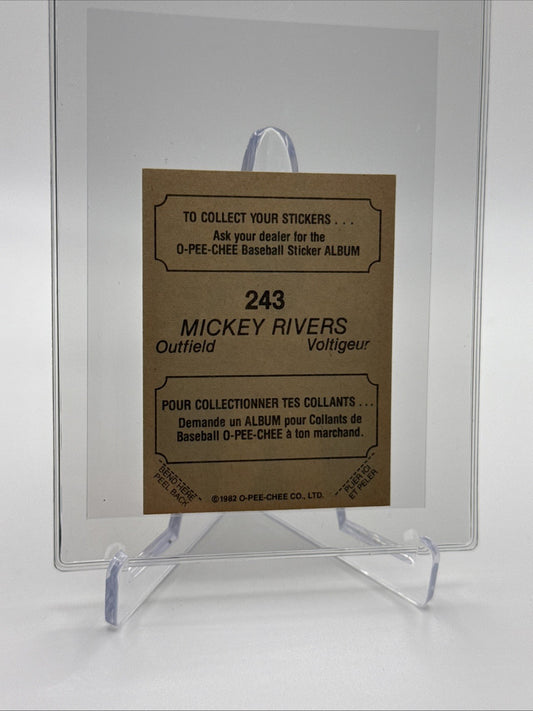 TO COLLECT YOUR STICKERS . . .
Ask your dealer for the
O-PEE-CHEE Baseball Sticker ALBUM
243
MICKEY RIVERS
Outfield Voltigeur
POUR COLLECTIONNER TES COLLANTS . . .
Demande un ALBUM pour Collants de
Baseball O-PEE-CHEE à ton marchand.
BEND HERE
PEEL BACK
PLIER ICI
ET PELER
©1982 O-PEE-CHEE CO., LTD.